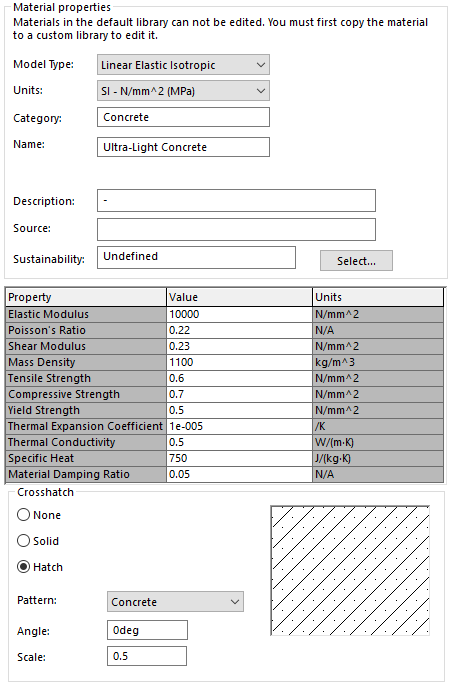 Material properties
Materials in the default library can not be edited. You must first copy the material
to a custom library to edit it.
Model Type: Linear Elastic Isotropic
Units: SI - N/mm^2 (MPa)
Category: Concrete
Name: Ultra-Light Concrete
Description: -
Source:
Sustainability: Undefined Select...
Property Value Units
Elastic Modulus 10000 N/mm^2
Poisson's Ratio 0.22 N/A
Shear Modulus 0.23 N/mm^2
Mass Density 1100 kg/m^3
Tensile Strength 0.6 N/mm^2
Compressive Strength 0.7 N/mm^2
Yield Strength 0.5 N/mm^2
Thermal Expansion Coefficient 1e-005 /K
Thermal Conductivity 0.5 W/(m·K)
Specific Heat 750 J/(kg·K)
Material Damping Ratio 0.05 N/A
Crosshatch
None
Solid
Hatch
Pattern: Concrete
Angle: 0deg
Scale: 0.5